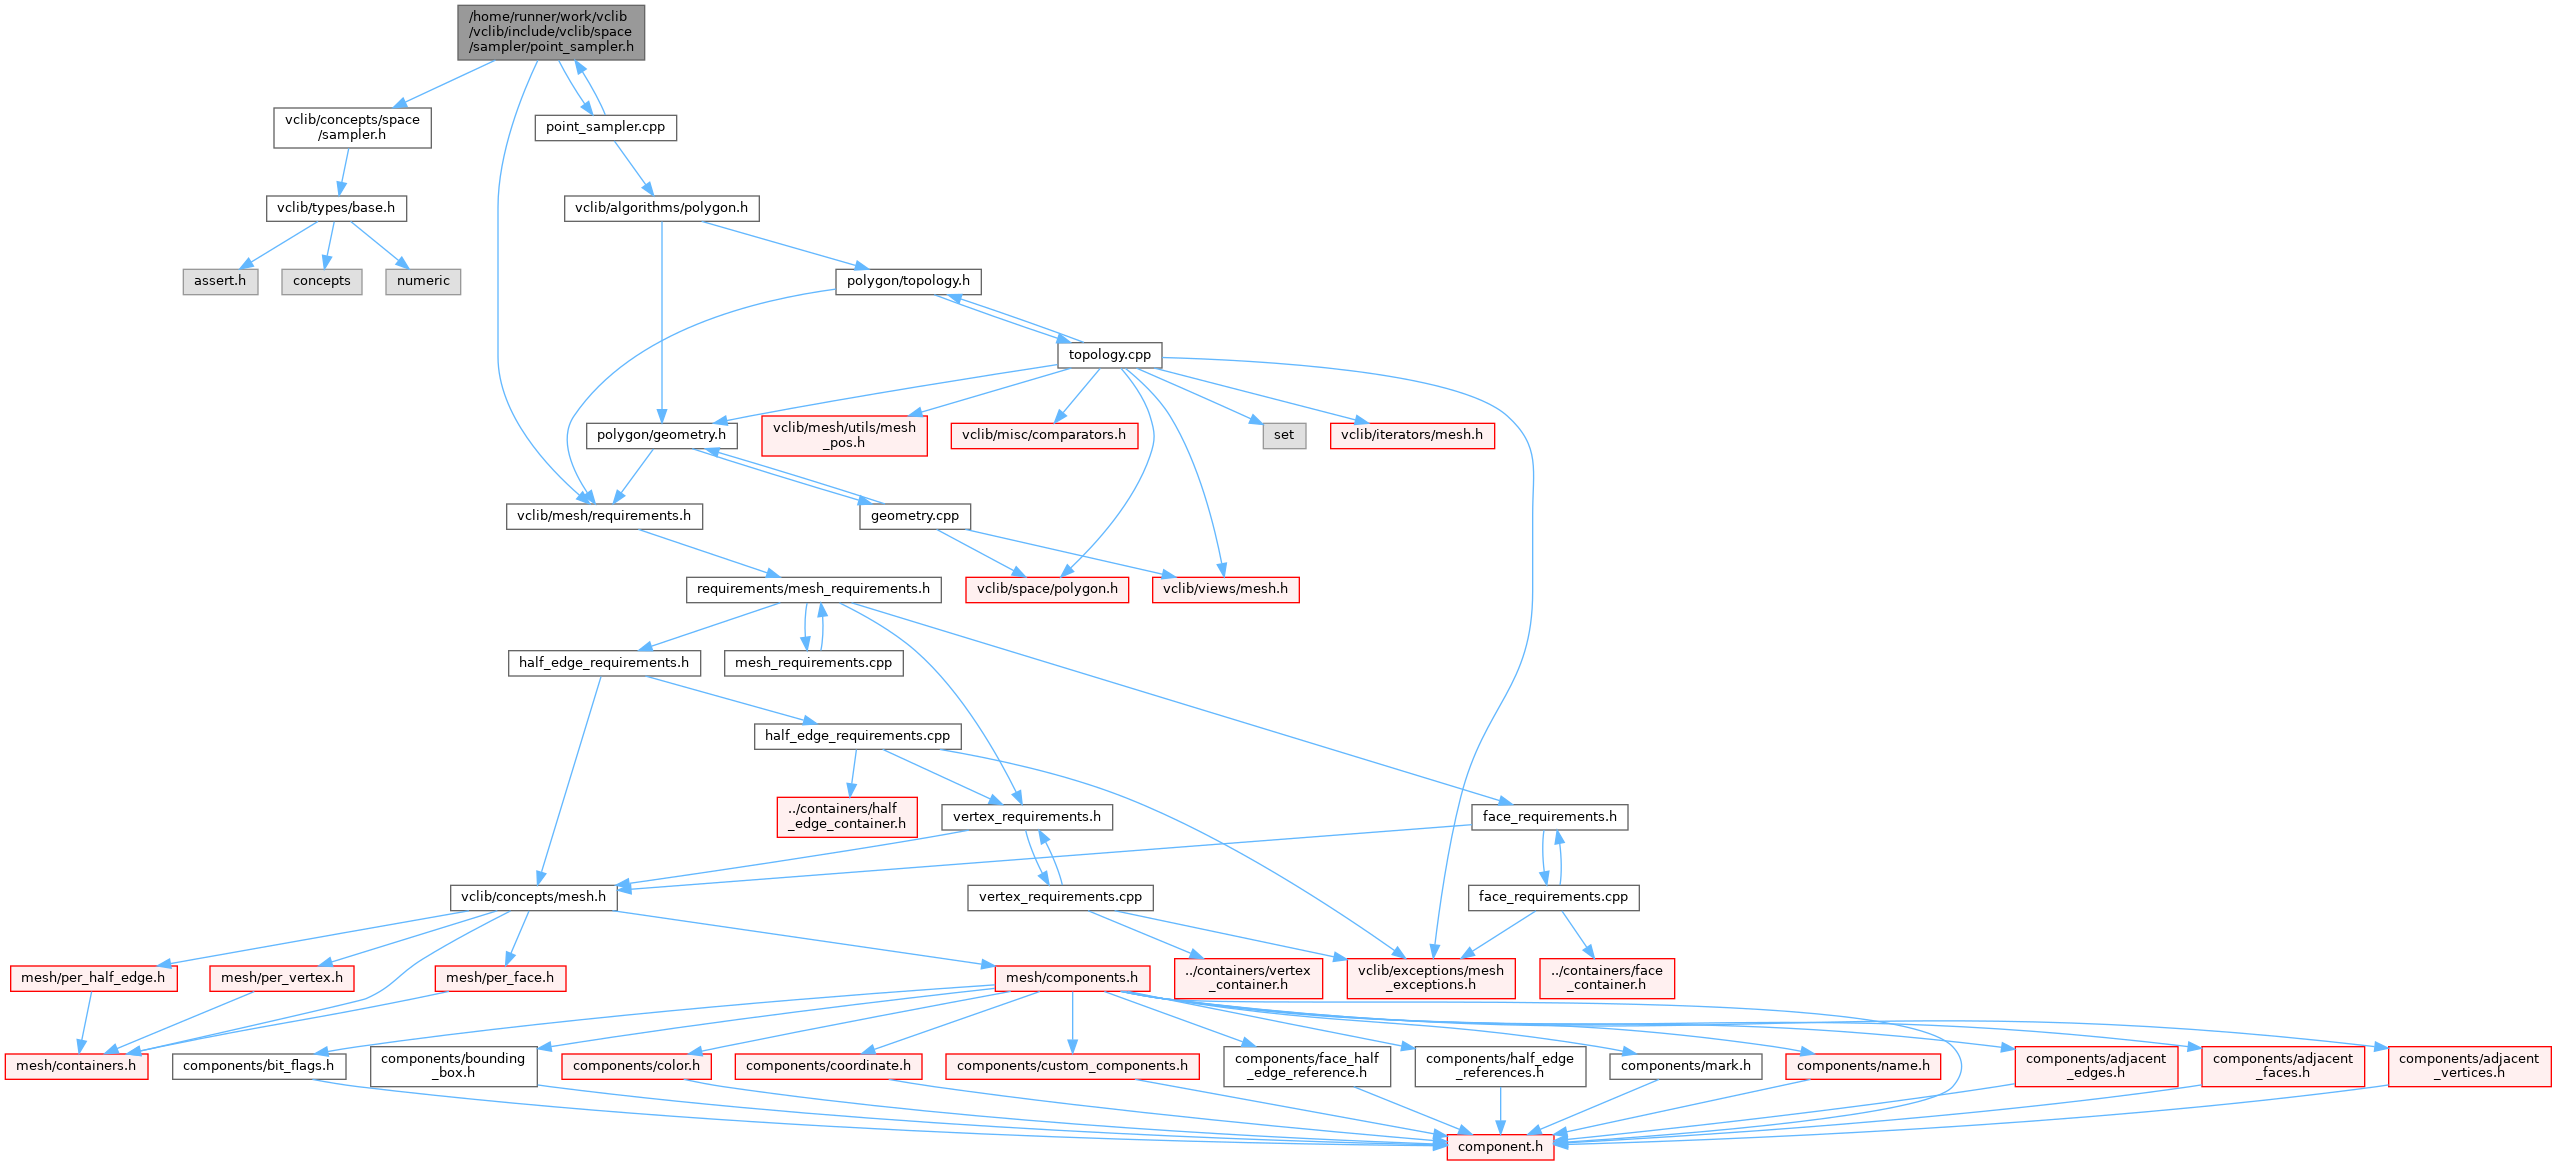 /home/runner/work/vclib
/vclib/include/vclib/space
/sampler/point_sampler.h
vclib/concepts/space
/sampler.h
point_sampler.cpp
vclib/types/base.h
vclib/algorithms/polygon.h
assert.h
concepts
numeric
polygon/topology.h
topology.cpp
polygon/geometry.h
vclib/mesh/utils/mesh
_pos.h
vclib/misc/comparators.h
set
vclib/iterators/mesh.h
vclib/mesh/requirements.h
geometry.cpp
requirements/mesh_requirements.h
vclib/space/polygon.h
vclib/views/mesh.h
half_edge_requirements.h
mesh_requirements.cpp
half_edge_requirements.cpp
../containers/half
_edge_container.h
vertex_requirements.h
face_requirements.h
vclib/concepts/mesh.h
vertex_requirements.cpp
face_requirements.cpp
mesh/per_half_edge.h
mesh/per_vertex.h
mesh/per_face.h
mesh/components.h
../containers/vertex
_container.h
vclib/exceptions/mesh
_exceptions.h
../containers/face
_container.h
mesh/containers.h
components/bit_flags.h
components/bounding
_box.h
components/color.h
components/coordinate.h
components/custom_components.h
components/face_half
_edge_reference.h
components/half_edge
_references.h
components/mark.h
components/name.h
components/adjacent
_edges.h
components/adjacent
_faces.h
components/adjacent
_vertices.h
component.h